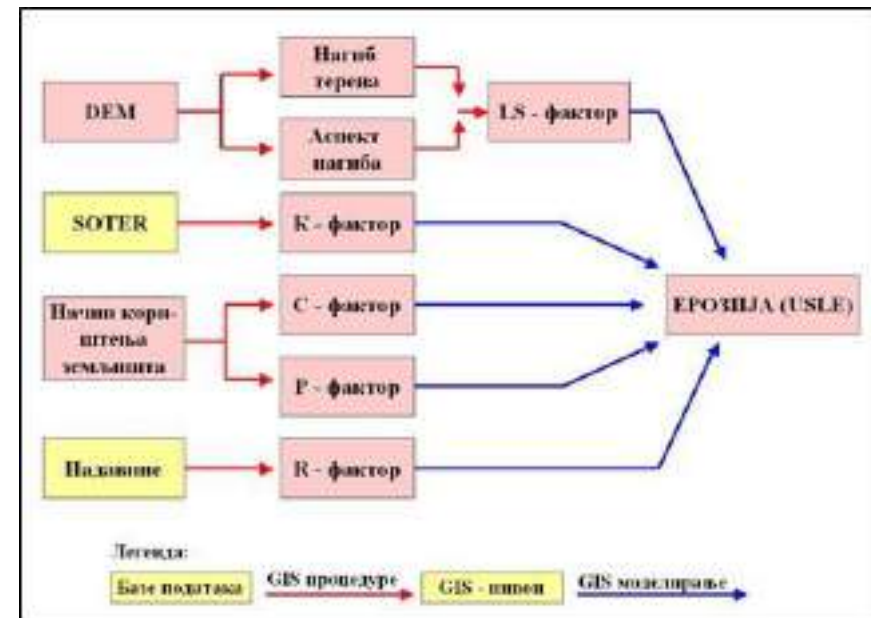 DEM
Нагиб
терена
Аспект
нагиба
LS - фактор
SOTER
K - фактор
Начин кори-
штења
земљишта
C - фактор
P - фактор
ЕРОЗИЈА (USLE)
Падавине
R - фактор
Легенда:
Базе података
GIS процедуре
GIS -
GIS моделирање